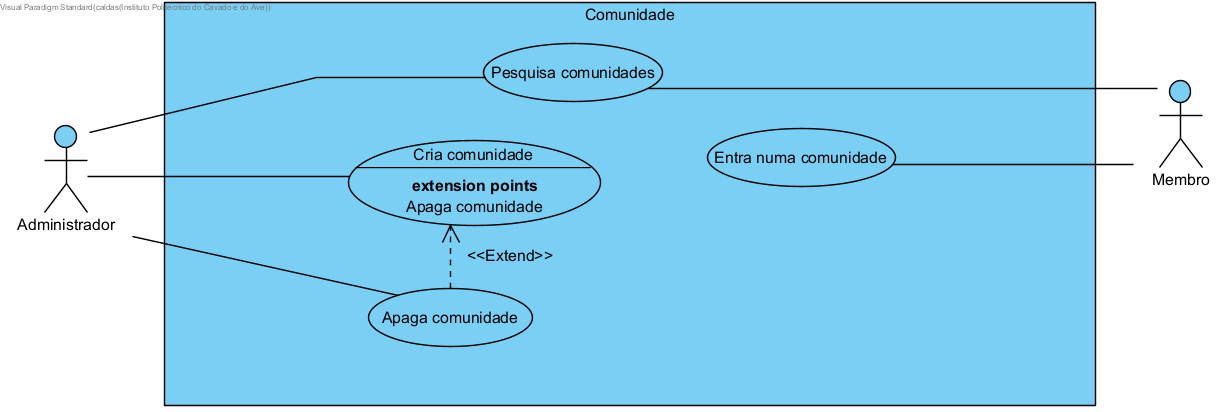 Visual Paradigm Standard(caldas(Instituto Politecnico do Cavado e do Ave))
Comunidade
Pesquisa comunidades
Cria comunidade
Entra numa comunidade
extension points
Membro
Apaga comunidade
Administrador
<<Extend>>
Apaga comunidade